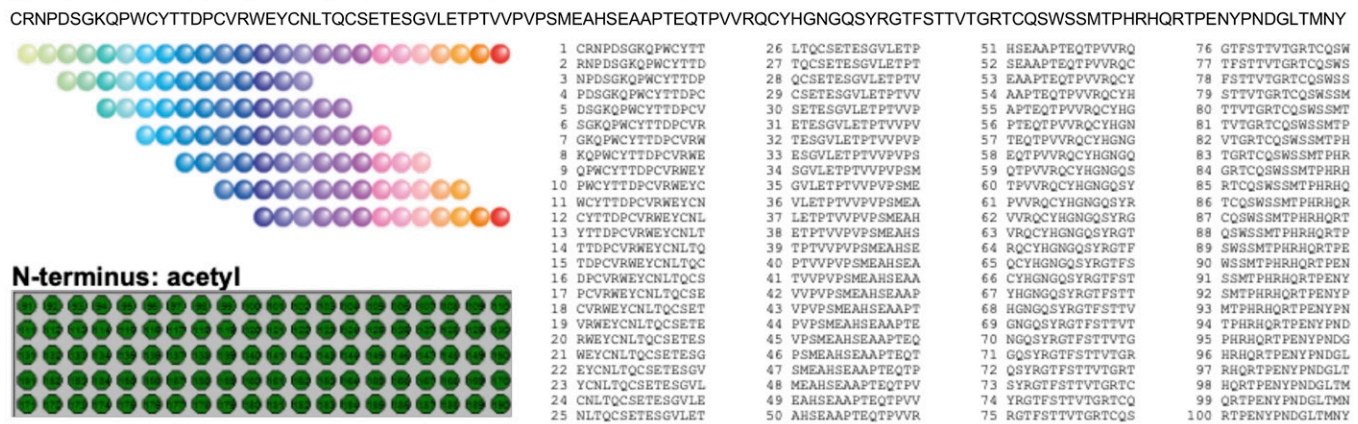 CRNPDSGKQPWCYTTDPCVRWEYCNLTQCSETESGVLETPTVVPVPSMEAHSEAAPTEQTPVVRQCYHGNGQSYRGTFSTTVTGRTCQSWSSMTPHRHQRTPENYPNDGLTMNY
N-terminus: acetyl
1 CRNPDSGKQPWCYTT
2 RNPDSGKQPWCYTTD
3 NPDSGKQPWCYTTDP
4 PDSGKQPWCYTTDPC
5 DSGKQPWCYTTDPCV
6 SGKQPWCYTTDPCVR
7 GKQPWCYTTDPCVRW
8 KQPWCYTTDPCVRWE
9 QPWCYTTDPCVRWEY
10 PWCYTTDPCVRWEYC
11 WCYTTDPCVRWEYCN
12 CYTTDPCVRWEYCNL
13 YTTDPCVRWEYCNLT
14 TTDPCVRWEYCNLTQ
15 TDPCVRWEYCNLTQC
16 DPCVRWEYCNLTQCS
17 PCVRWEYCNLTQCSE
18 CVRWEYCNLTQCSET
19 VRWEYCNLTQCSETE
20 RWEYCNLTQCSETES
21 WEYCNLTQCSETESG
22 EYCNLTQCSETESGV
23 YCNLTQCSETESGVL
24 CNLTQCSETESGVLE
25 NLTQCSETESGVLET
26 LTQCSETESGVLETP
27 TQCSETESGVLETPT
28 QCSETESGVLETPTV
29 CSETESGVLETPTVV
30 SETESGVLETPTVVP
31 ETESGVLETPTVVPV
32 TESGVLETPTVVPVP
33 ESGVLETPTVVPVPS
34 SGVLETPTVVPVPSM
35 GVLETPTVVPVPSME
36 VLETPTVVPVPSMEA
37 LETPTVVPVPSMEAH
38 ETPTVVPVPSMEAHS
39 TPTVVPVPSMEAHSE
40 PTVVPVPSMEAHSEA
41 TVVPVPSMEAHSEAA
42 VVPVPSMEAHSEAAP
43 VPVPSMEAHSEAAPT
44 PVPSMEAHSEAAPTE
45 VPSMEAHSEAAPTEQ
46 PSMEAHSEAAPTEQT
47 SMEAHSEAAPTEQTP
48 MEAHSEAAPTEQTPV
49 EAHSEAAPTEQTPVV
50 AHSEAAPTEQTPVVR
51 HSEAAPTEQTPVVRQ
52 SEAAPTEQTPVVRQC
53 EAAPTEQTPVVRQCY
54 AAPTEQTPVVRQCYH
55 APTEQTPVVRQCYHG
56 PTEQTPVVRQCYHGN
57 TEQTPVVRQCYHGNG
58 EQTPVVRQCYHGNGQ
59 QTPVVRQCYHGNGQS
60 TPVVRQCYHGNGQSY
61 PVVRQCYHGNGQSYR
62 VVRQCYHGNGQSYRG
63 VRQCYHGNGQSYRGT
64 RQCYHGNGQSYRGTF
65 QCYHGNGQSYRGTFS
66 CYHGNGQSYRGTFST
67 YHGNGQSYRGTFSTT
68 HGNGQSYRGTFSTTV
69 GNGQSYRGTFSTTVT
70 NGQSYRGTFSTTVTG
71 GQSYRGTFSTTVTGR
72 QSYRGTFSTTVTGRT
73 SYRGTFSTTVTGRTC
74 YRGTFSTTVTGRTCQ
75 RGTFSTTVTGRTCQS
76 GTFSTTVTGRTCQSW
77 TFSTTVTGRTCQSWS
78 FSTTVTGRTCQSWSS
79 STTVTGRTCQSWSSM
80 TTVTGRTCQSWSSMT
81 TVTGRTCQSWSSMTP
82 VTGRTCQSWSSMTPH
83 TGRTCQSWSSMTPHR
84 GRTCQSWSSMTPHRH
85 RTCQSWSSMTPHRHQ
86 TCQSWSSMTPHRHQR
87 CQSWSSMTPHRHQRT
88 QSWSSMTPHRHQRTP
89 SWSSMTPHRHQRTPE
90 WSSMTPHRHQRTPEN
91 SSMTPHRHQRTPENY
92 SMTPHRHQRTPENYP
93 MTPHRHQRTPENYPN
94 TPHRHQRTPENYPND
95 PHRHQRTPENYPNDG
96 HRHQRTPENYPNDGL
97 RHQRTPENYPNDGLT
98 HQRTPENYPNDGLTM
99 QRTPENYPNDGLTMN
100 RTPENYPNDGLTMNY